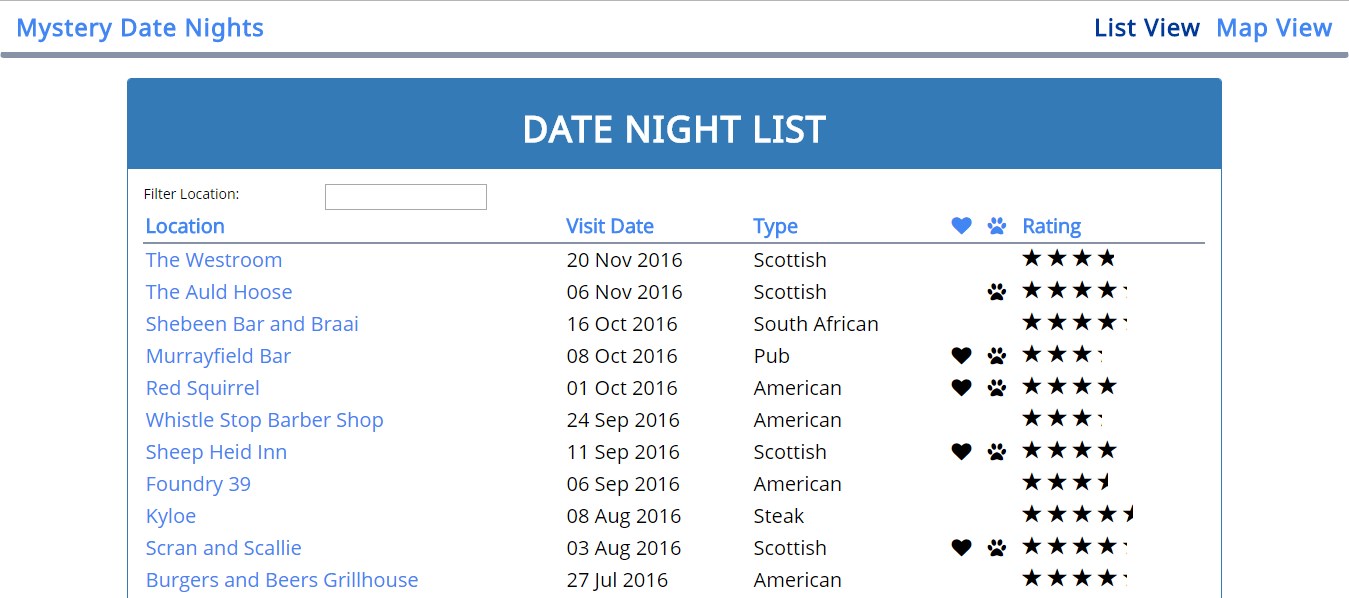 Mystery Date Nights List View Map View
DATE NIGHT LIST
Filter Location:
Location Visit Date Type Rating
The Westroom 20 Nov 2016 Scottish
The Auld Hoose 06 Nov 2016 Scottish
Shebeen Bar and Braai 16 Oct 2016 South African
Murrayfield Bar 08 Oct 2016 Pub
Red Squirrel 01 Oct 2016 American
Whistle Stop Barber Shop 24 Sep 2016 American
Sheep Heid Inn 11 Sep 2016 Scottish
Foundry 39 06 Sep 2016 American
Kyloe 08 Aug 2016 Steak
Scran and Scallie 03 Aug 2016 Scottish
Burgers and Beers Grillhouse 27 Jul 2016 American